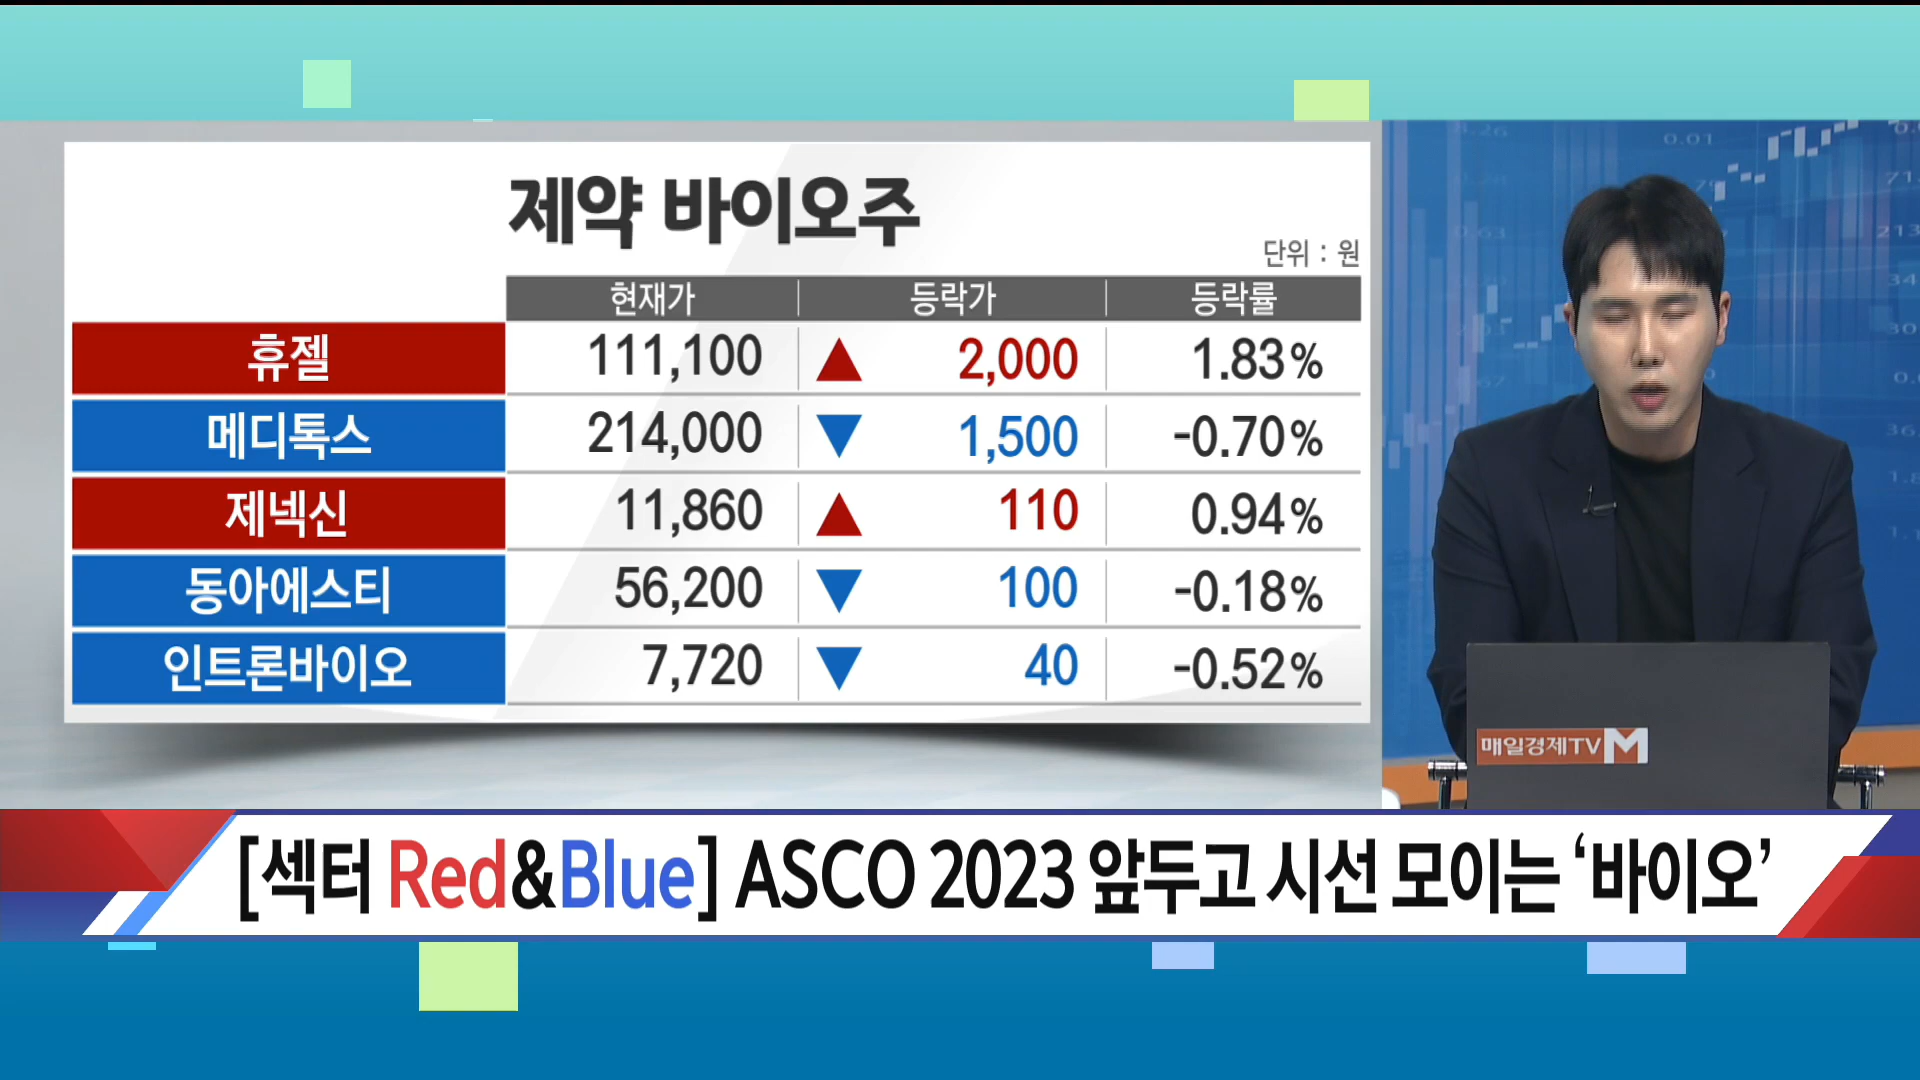 제약 바이오주
단위 : 원
현재가 등락가 등락률
휴젤 111,100 ▲ 2,000 1.83%
메디톡스 214,000 ▼ 1,500 -0.70%
제넥신 11,860 ▲ 110 0.94%
동아에스티 56,200 ▼ 100 -0.18%
인트론바이오 7,720 ▼ 40 -0.52%
매일경제TV M
[섹터 Red&Blue] ASCO 2023 앞두고 시선 모이는 ‘바이오’